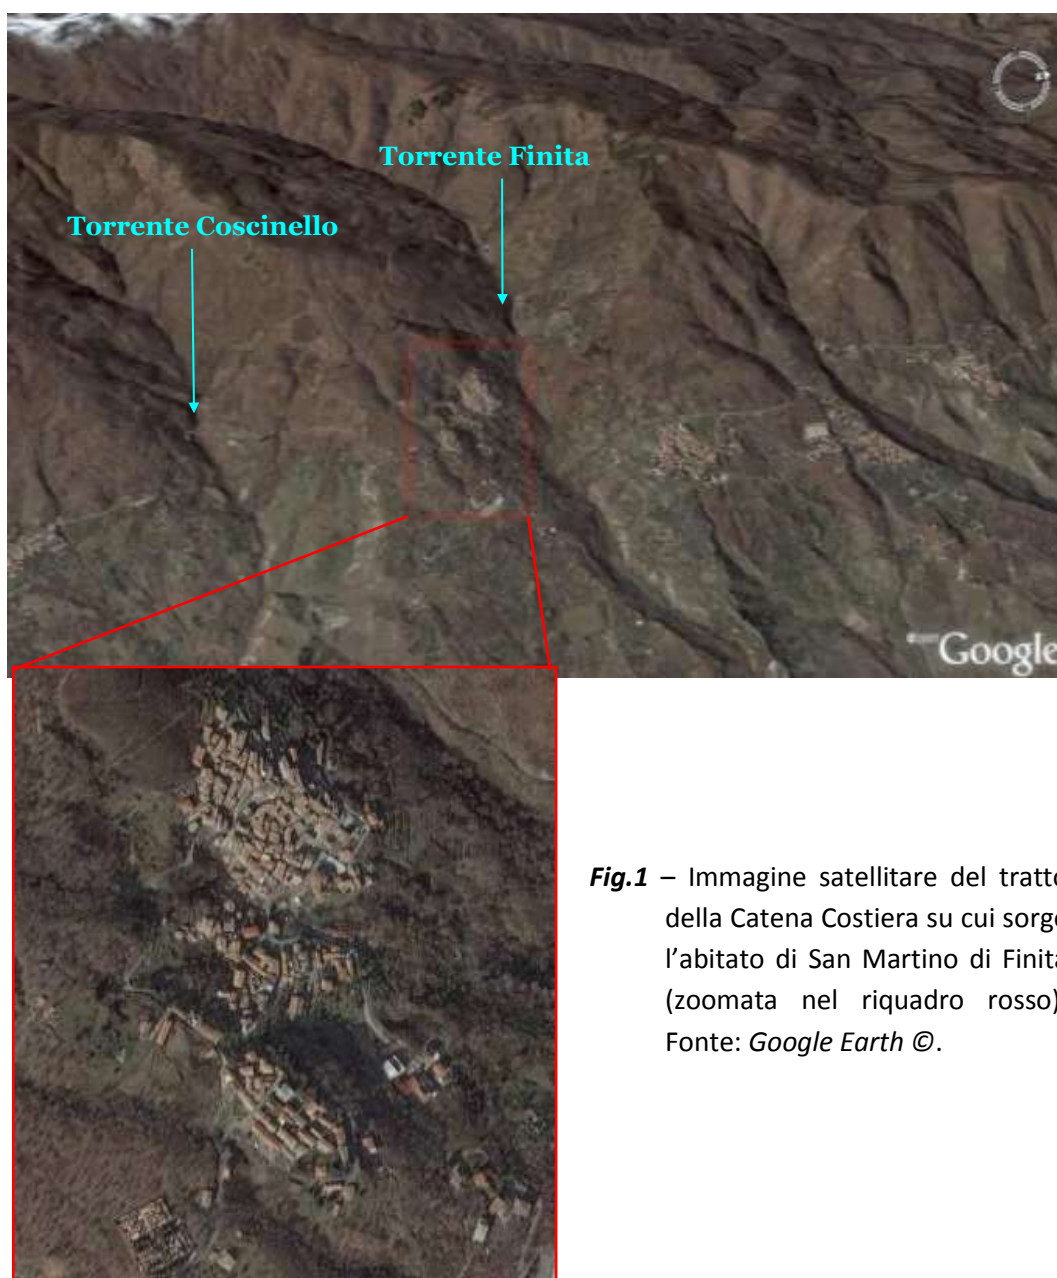 Torrente Finita
Torrente Coscinello
Google
Fig.1 – Immagine satellitare del tratto
della Catena Costiera su cui sorge
l’abitato di San Martino di Finita
(zoomata nel riquadro rosso)
Fonte: Google Earth ©.